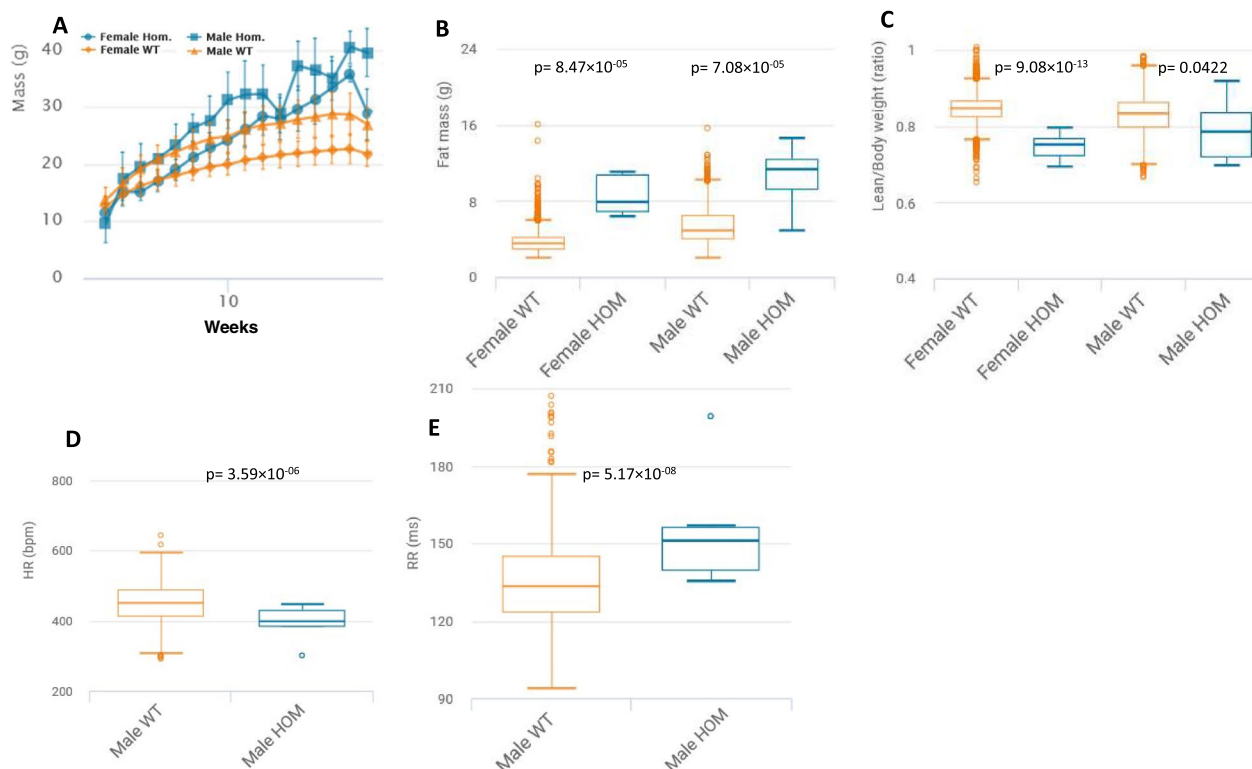 A
Female Hom.
Male Hom.
Female WT
Male WT
Mass (g)
40
30
20
10
0
10
Weeks
B
Fat mass (g)
24
16
8
0
p= 8.47×10-05
p= 7.08×10-05
Female WT
Female HOM
Male WT
Male HOM
C
Lean/Body weight (ratio)
1
0.8
0.6
0.4
p= 9.08×10-13
p= 0.0422
Female WT
Female HOM
Male WT
Male HOM
D
HR (bpm)
800
600
400
200
p= 3.59×10-06
Male WT
Male HOM
E
RR (ms)
210
180
150
120
90
p= 5.17×10-08
Male WT
Male HOM